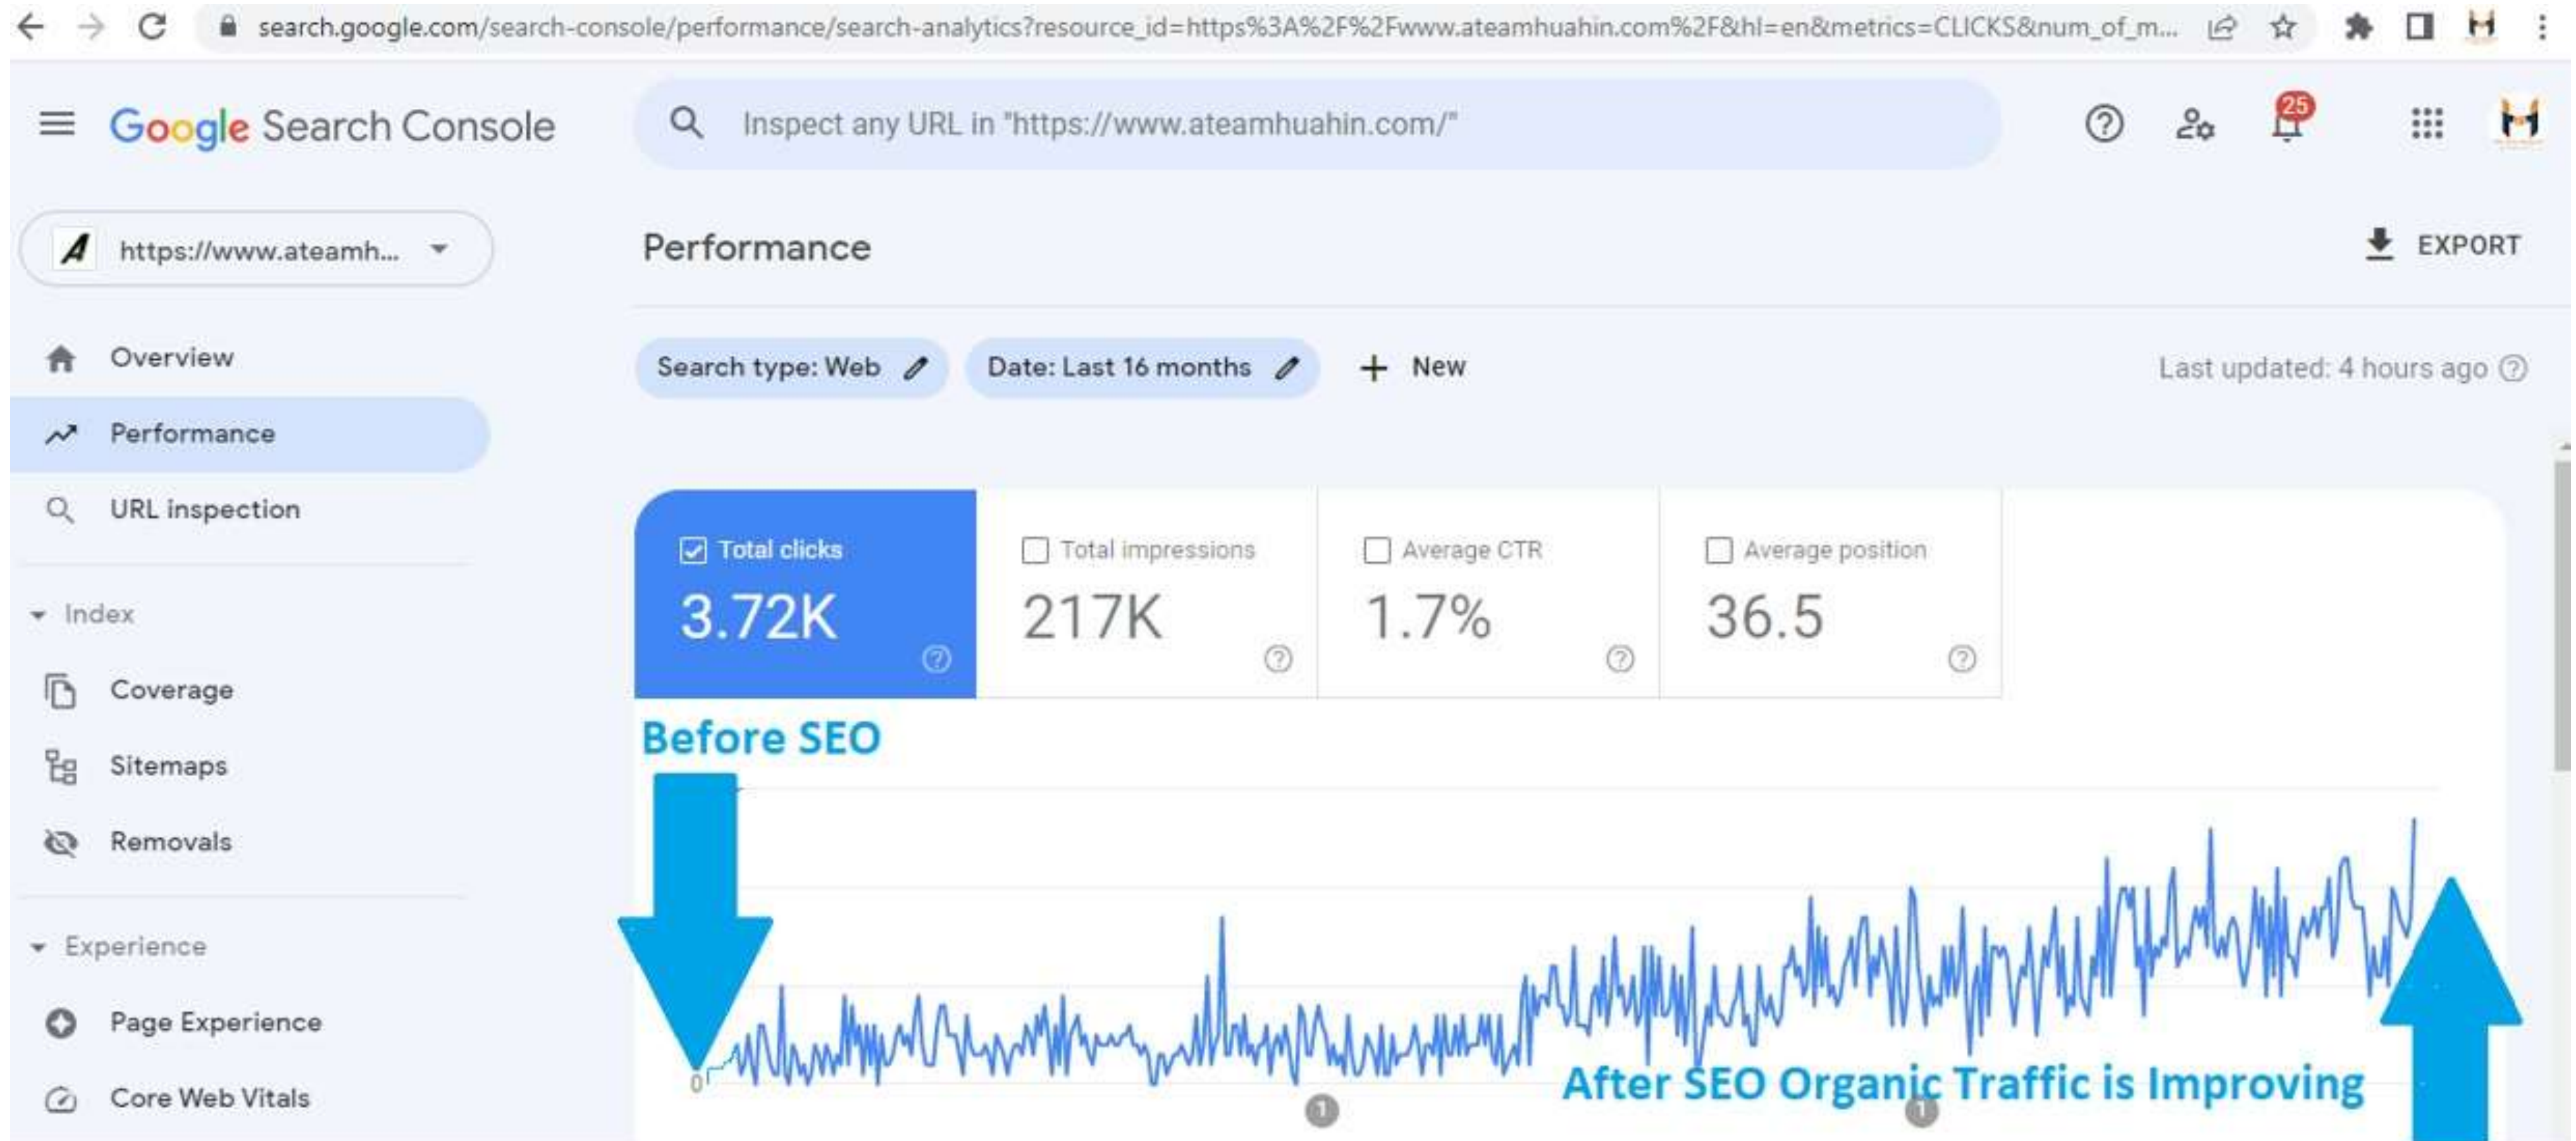 search.google.com/search-console/performance/search-analytics?resource_id=https%3A%2F%2Fwww.ateamhuahin.com%2F&hl=en&metrics=CLICKS&num_of_m...
Google Search Console
Inspect any URL in "https://www.ateamhuahin.com/"
25
https://www.ateamh...
Performance
EXPORT
Overview
Search type: Web
Date: Last 16 months
+ New
Last updated: 4 hours ago
Performance
URL inspection
Total clicks
Total impressions
Average CTR
Average position
3.72K
217K
1.7%
36.5
Index
Coverage
Before SEO
Sitemaps
Removals
Experience
Page Experience
0
After SEO Organic Traffic is Improving
Core Web Vitals
1
1